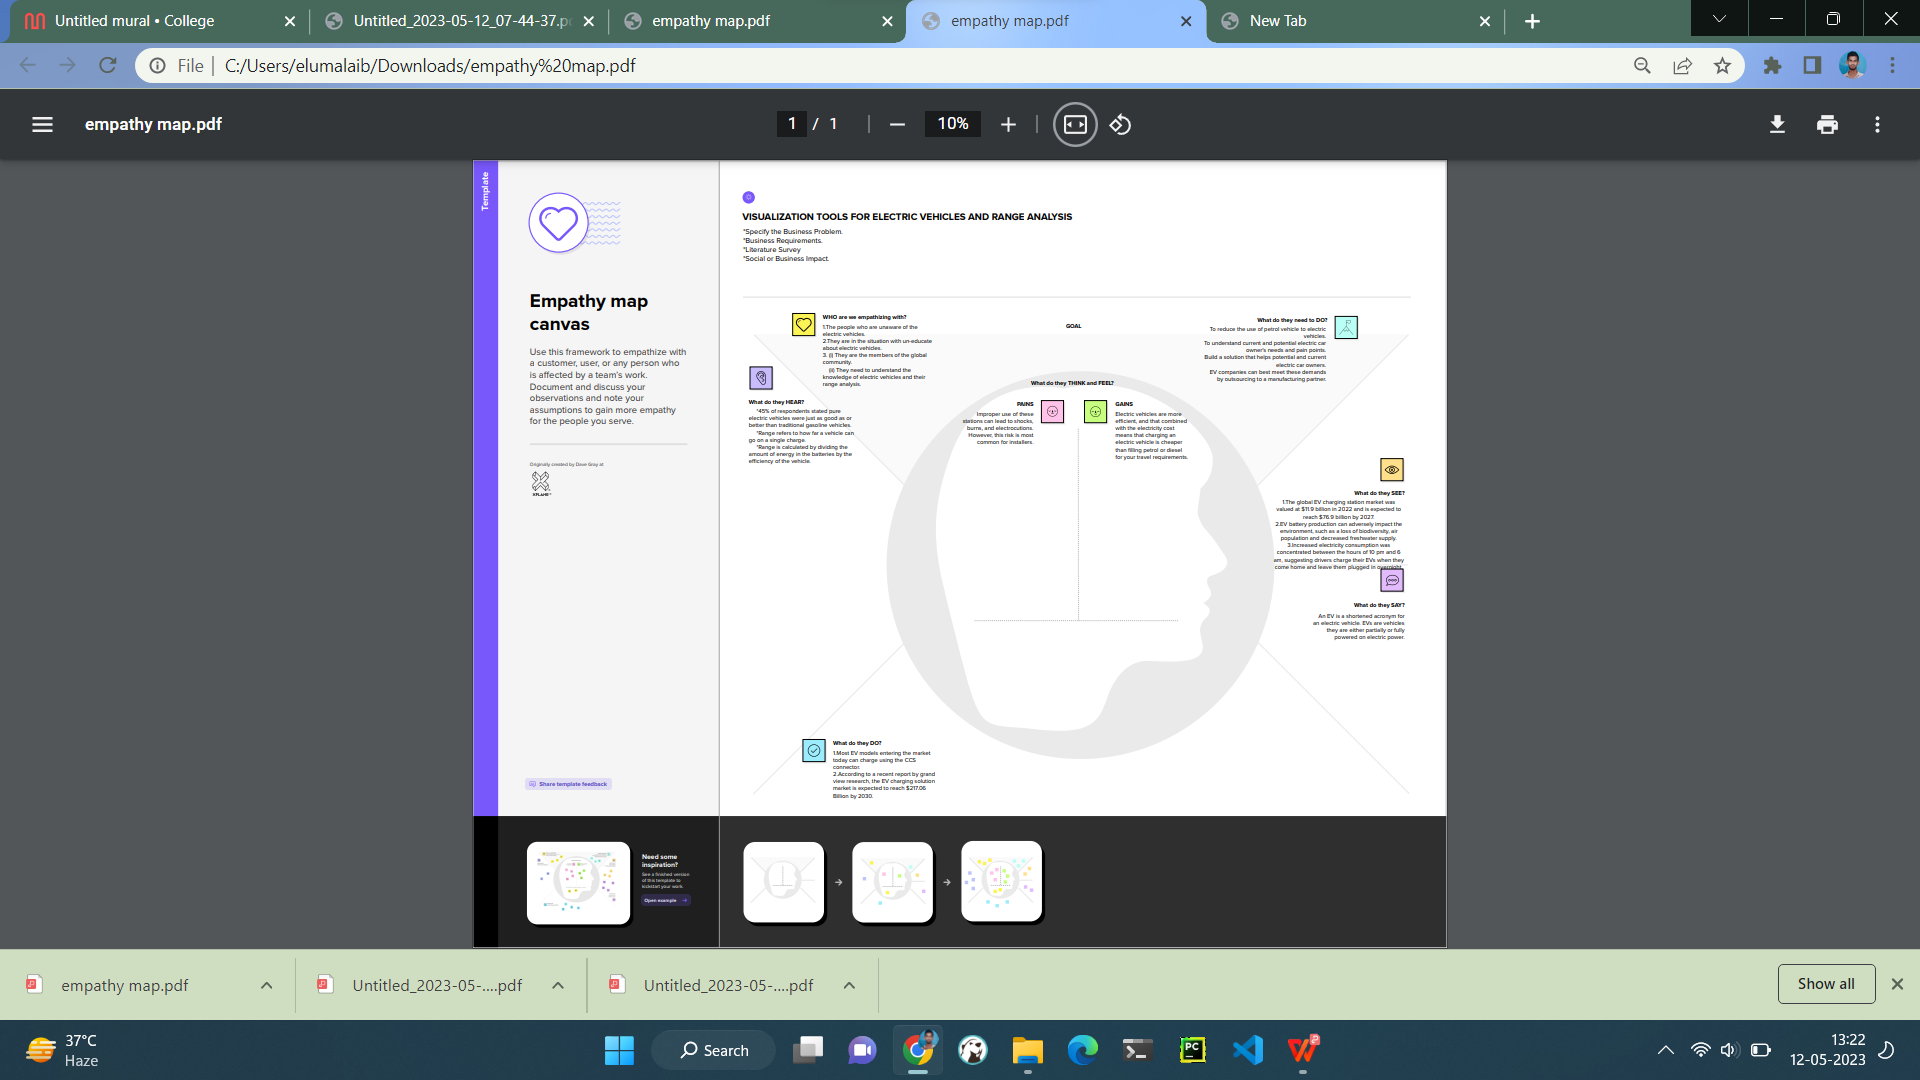 Untitled mural • College
Untitled_2023-05-12_07-44-37.p
empathy map.pdf
empathy map.pdf
New Tab
File
C:/Users/elumalaib/Downloads/empathy%20map.pdf
empathy map.pdf
1 / 1
10%
Template
Empathy map
canvas
Use this framework to empathize with
a customer, user, or any person who
is affected by a team's work.
Document and discuss your
observations and note your
assumptions to gain more empathy
for the people you serve.
Originally created by Dave Gray at
XPLANE
Share template feedback
VISUALIZATION TOOLS FOR ELECTRIC VEHICLES AND RANGE ANALYSIS
*Specify the Business Problem.
*Business Requirements.
*Literature Survey
*Social or Business Impact.
WHO are we empathizing with?
1.The people who are unaware of the
electric vehicles.
2.They are in the situation with un-educate
about electric vehicles.
3. (i) They are the members of the global
community.
(ii) They need to understand the
knowledge of electric vehicles and their
range analysis.
GOAL
What do they need to DO?
To reduce the use of petrol vehicle to electric
vehicles.
To understand current and potential electric car
owner's needs and pain points.
Build a solution that helps potential and current
electric car owners.
EV companies can best meet these demands
by outsourcing to a manufacturing partner.
What do they HEAR?
*45% of respondents stated pure
electric vehicles were just as good as or
better than traditional gasoline vehicles.
*Range refers to how far a vehicle can
go on a single charge.
*Range is calculated by dividing the
amount of energy in the batteries by the
efficiency of the vehicle.
What do they THINK and FEEL?
PAINS
Improper use of these
stations can lead to shocks,
burns, and electrocutions.
However, this risk is most
common for installers.
GAINS
Electric vehicles are more
efficient, and that combined
with the electricity cost
means that charging an
electric vehicle is cheaper
than filling petrol or diesel
for your travel requirements.
What do they SEE?
1.The global EV charging station market was
valued at $11.9 billion in 2022 and is expected to
reach $76.9 billion by 2027.
2.EV battery production can adversely impact the
environment, such as a loss of biodiversity, air
population and decreased freshwater supply.
3.Increased electricity consumption was
concentrated between the hours of 10 pm and 6
am, suggesting drivers charge their EVs when they
come home and leave them plugged in overnight.
What do they SAY?
An EV is a shortened acronym for
an electric vehicle. EVs are vehicles
they are either partially or fully
powered on electric power.
What do they DO?
1.Most EV models entering the market
today can charge using the CCS
connector.
2.According to a recent report by grand
view research, the EV charging solution
market is expected to reach $217.06
Billion by 2030.
Need some
inspiration?
See a finished version
of this template to
kickstart your work.
Open example
empathy map.pdf
Untitled_2023-05-....pdf
Untitled_2023-05-....pdf
Show all
37°C
Haze
Search
PC
13:22
12-05-2023